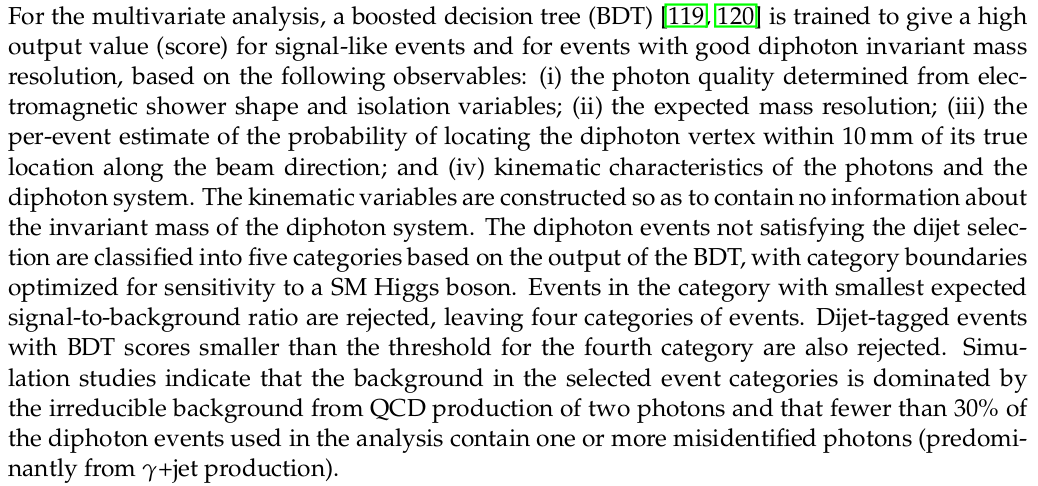 For the multivariate analysis, a boosted decision tree (BDT) [119, 120] is trained to give a high
output value (score) for signal-like events and for events with good diphoton invariant mass
resolution, based on the following observables: (i) the photon quality determined from elec-
tromagnetic shower shape and isolation variables; (ii) the expected mass resolution; (iii) the
per-event estimate of the probability of locating the diphoton vertex within 10 mm of its true
location along the beam direction; and (iv) kinematic characteristics of the photons and the
diphoton system. The kinematic variables are constructed so as to contain no information about
the invariant mass of the diphoton system. The diphoton events not satisfying the dijet selec-
tion are classified into five categories based on the output of the BDT, with category boundaries
optimized for sensitivity to a SM Higgs boson. Events in the category with smallest expected
signal-to-background ratio are rejected, leaving four categories of events. Dijet-tagged events
with BDT scores smaller than the threshold for the fourth category are also rejected. Simu-
lation studies indicate that the background in the selected event categories is dominated by
the irreducible background from QCD production of two photons and that fewer than 30% of
the diphoton events used in the analysis contain one or more misidentified photons (predomi-
nantly from γ+jet production).